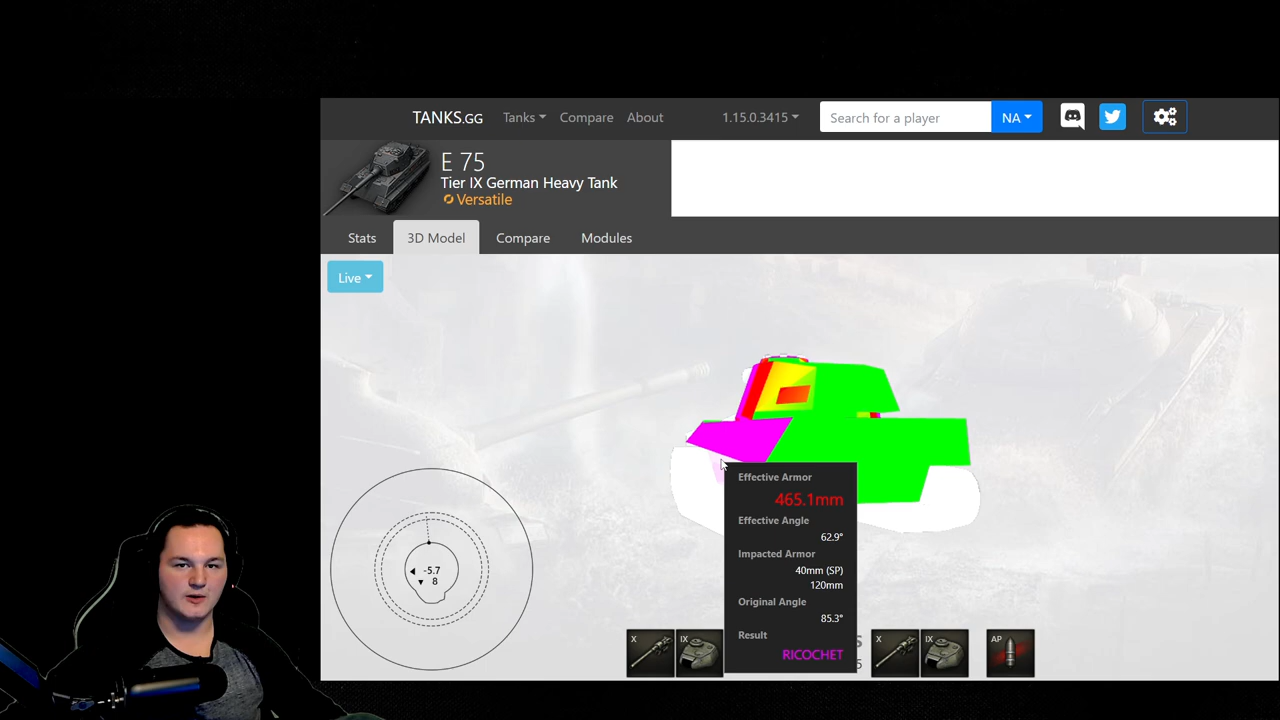 TANKS.GG Tanks Compare About 1.15.0.3415 Search for a player NA
E 75
Tier IX German Heavy Tank
Versatile
Stats 3D Model Compare Modules
Live
Effective Armor
465.1mm
Effective Angle
62.9°
Impacted Armor
40mm (SP)
120mm
Original Angle
85.3°
Result
RICOCHET
-5.7
8
X IX X IX AP